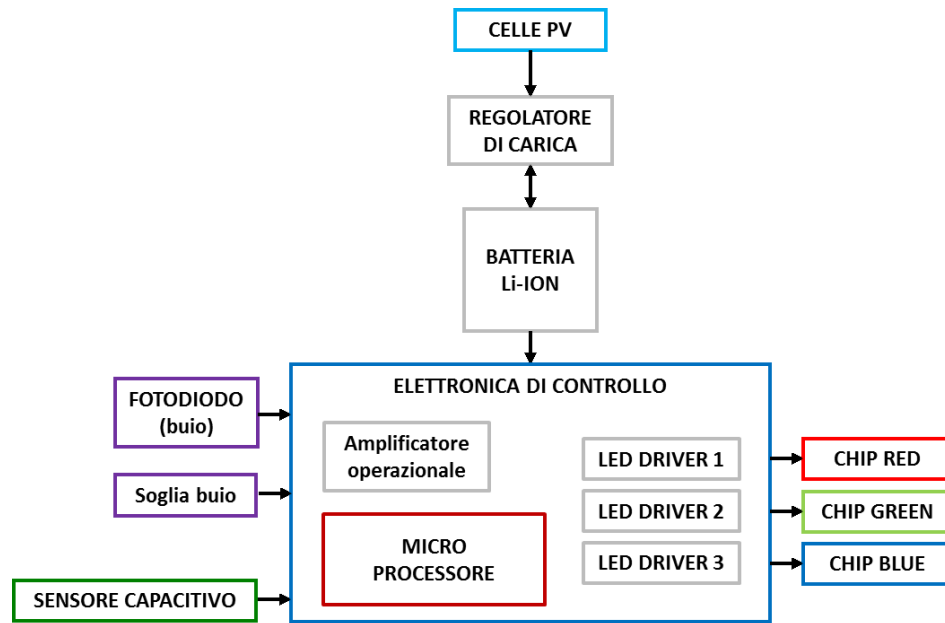 CELLE PV
REGOLATORE
DI CARICA
BATTERIA
Li-ION
ELETTRONICA DI CONTROLLO
FOTODIODO
(buio)
Soglia buio
SENSORE CAPACITIVO
Amplificatore
operazionale
MICRO
PROCESSORE
LED DRIVER 1
LED DRIVER 2
LED DRIVER 3
CHIP RED
CHIP GREEN
CHIP BLUE